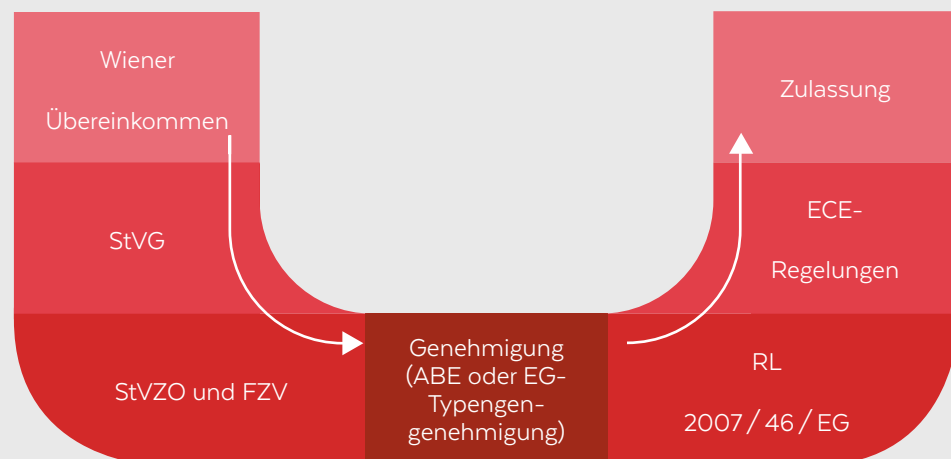 Wiener
Übereinkommen
StVG
StVZO und FZV
Genehmigung
(ABE oder EG-
Typengen-
genehmigung)
RL
2007 / 46 / EG
ECE-
Regelungen
Zulassung